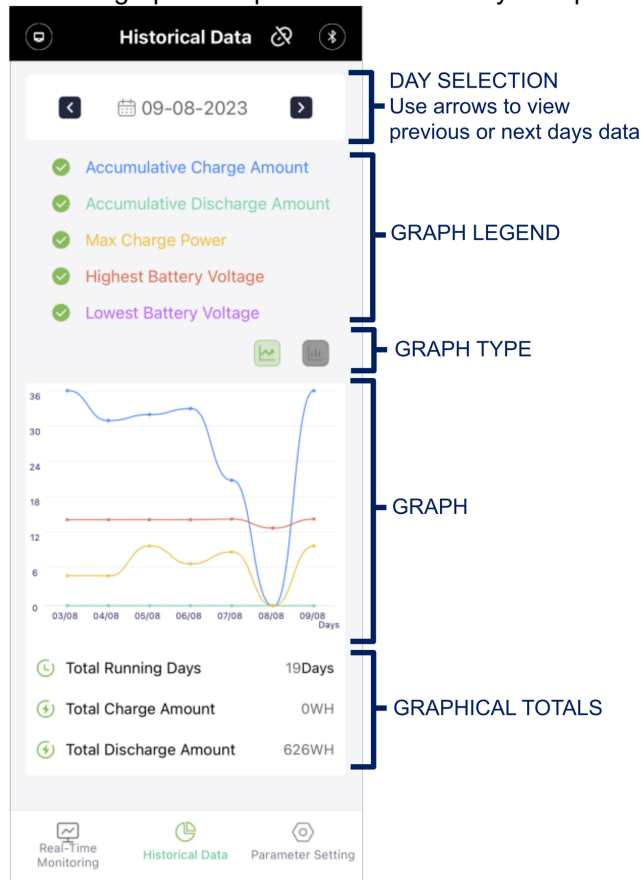 Historical Data
09-08-2023
DAY SELECTION
Use arrows to view
previous or next days data
Accumulative Charge Amount
Accumulative Discharge Amount
Max Charge Power
Highest Battery Voltage
Lowest Battery Voltage
GRAPH LEGEND
GRAPH TYPE
36
30
24
18
12
6
0
03/08 04/08 05/08 06/08 07/08 08/08 09/08
Days
GRAPH
Total Running Days 19Days
Total Charge Amount 0WH
Total Discharge Amount 626WH
GRAPHICAL TOTALS
Real-Time
Monitoring
Historical Data
Parameter Setting